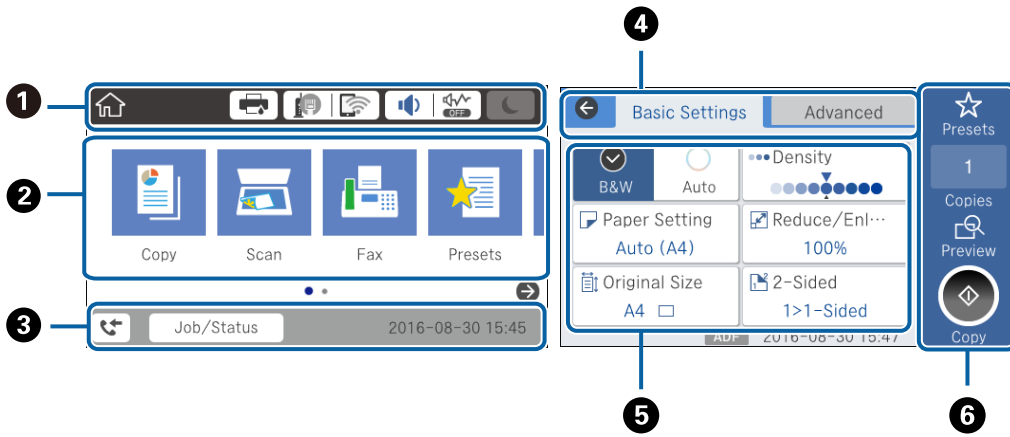 4
1
OFF
2
Copy
Scan
Fax
Presets
3
Job/Status
2016-08-30 15:45
Basic Settings
Advanced
B&W
Auto
Density
Paper Setting
Auto (A4)
Reduce/Enl···
100%
Original Size
A4
2-Sided
1>1-Sided
ADF
2016-08-30 15:47
Presets
1
Copies
Preview
Copy
5
6